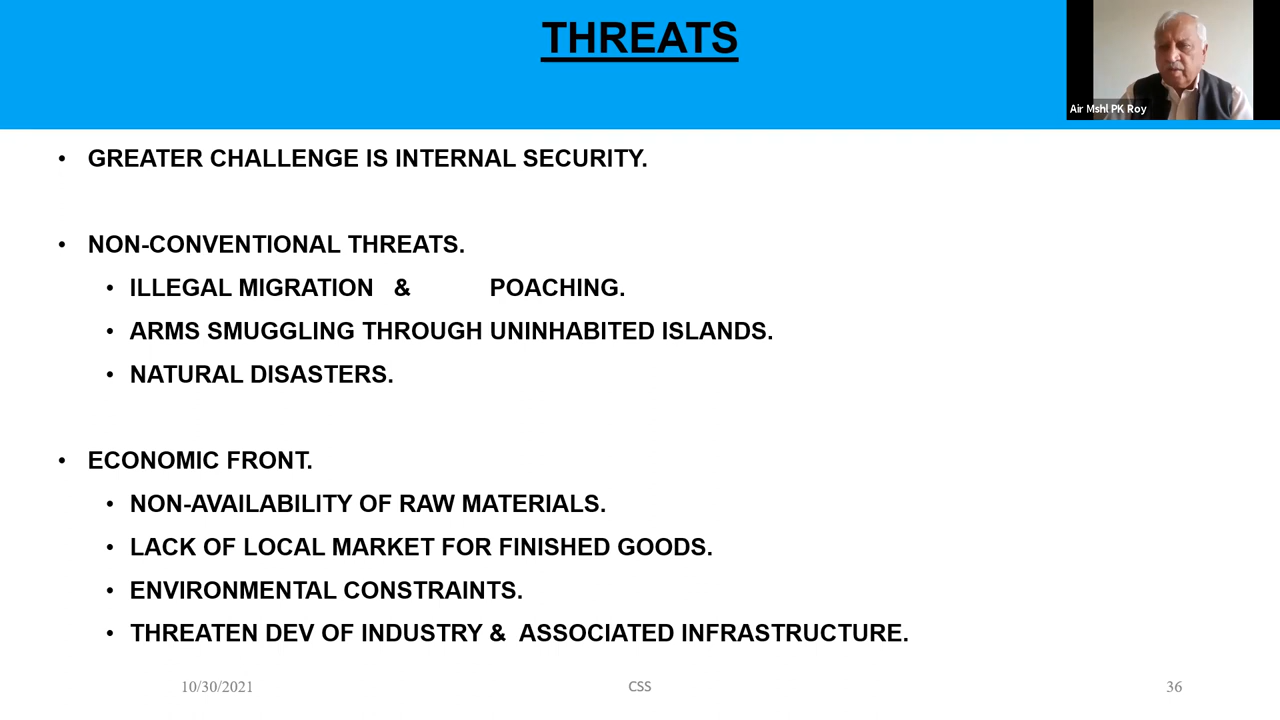 THREATS
Air Mshl PK Roy
• GREATER CHALLENGE IS INTERNAL SECURITY.
• NON-CONVENTIONAL THREATS.
• ILLEGAL MIGRATION & POACHING.
• ARMS SMUGGLING THROUGH UNINHABITED ISLANDS.
• NATURAL DISASTERS.
• ECONOMIC FRONT.
• NON-AVAILABILITY OF RAW MATERIALS.
• LACK OF LOCAL MARKET FOR FINISHED GOODS.
• ENVIRONMENTAL CONSTRAINTS.
• THREATEN DEV OF INDUSTRY & ASSOCIATED INFRASTRUCTURE.
10/30/2021 CSS 36